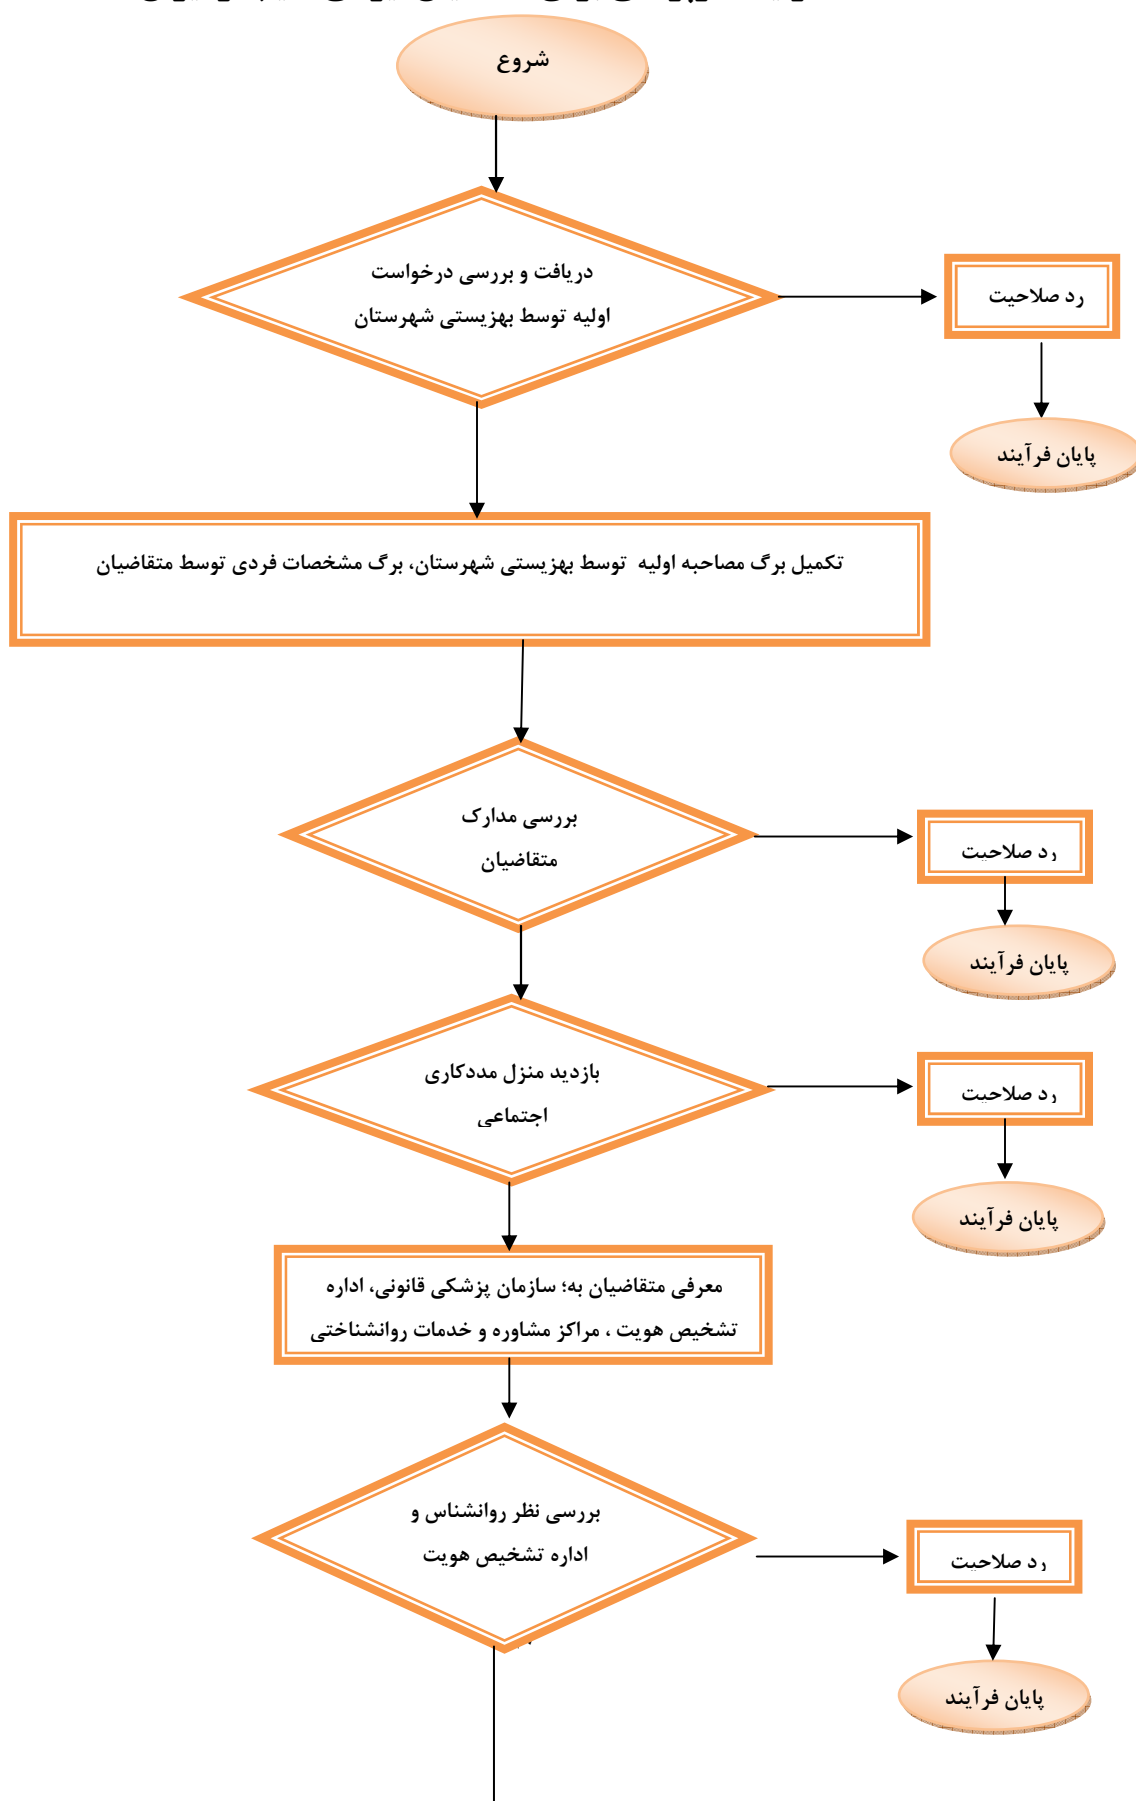 شروع
دریافت و بررسی درخواست
اولیه توسط بهزیستی شهرستان
رد صلاحیت
پایان فرآیند
تکمیل برگ مصاحبه اولیه توسط بهزیستی شهرستان، برگ مشخصات فردی توسط متقاضیان
بررسی مدارک
متقاضیان
رد صلاحیت
پایان فرآیند
بازدید منزل مددکاری
اجتماعی
رد صلاحیت
پایان فرآیند
معرفی متقاضیان به؛ سازمان پزشکی قانونی، اداره
تشخیص هویت ، مراکز مشاوره و خدمات روانشناختی
بررسی نظر روانشناس و
اداره تشخیص هویت
رد صلاحیت
پایان فرآیند